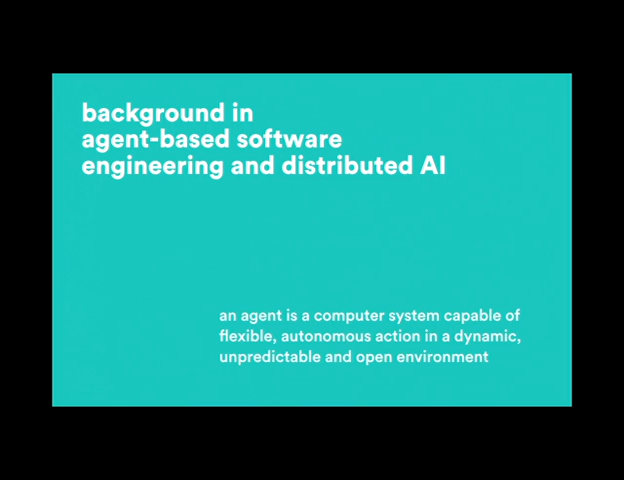 background in
agent-based software
engineering and distributed AI
an agent is a computer system capable of
flexible, autonomous action in a dynamic,
unpredictable and open environment